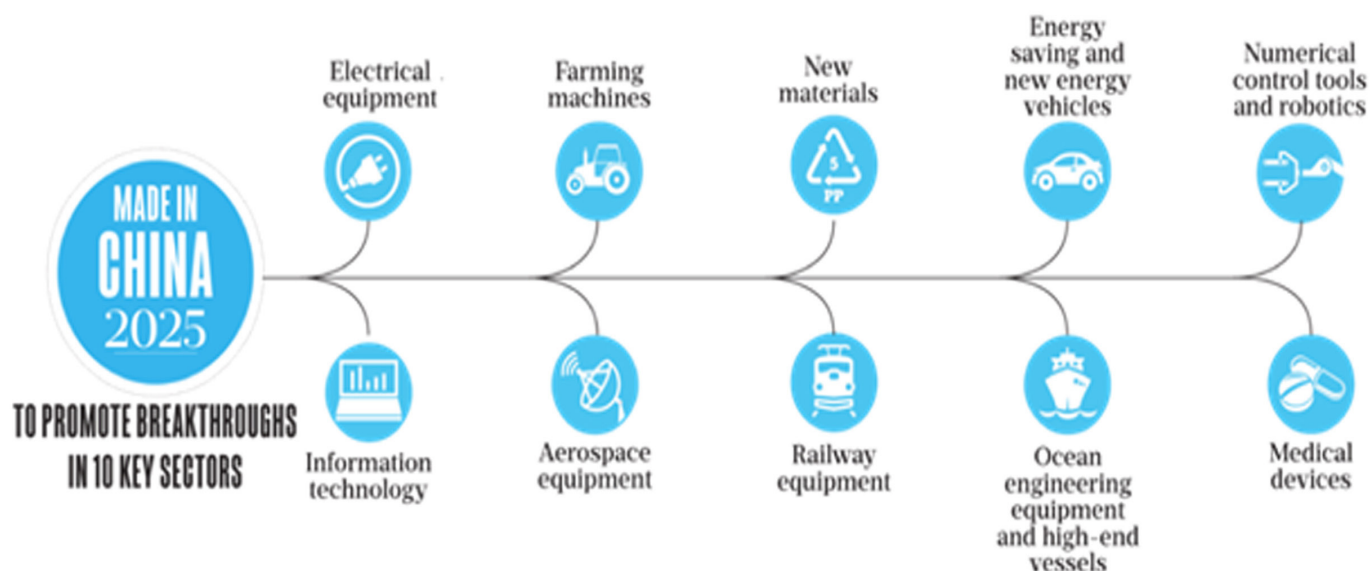 MADE IN
CHINA
2025
TO PROMOTE BREAKTHROUGHS
IN 10 KEY SECTORS
Electrical
equipment
Farming
machines
New
materials
5
PP
Energy
saving and
new energy
vehicles
Numerical
control tools
and robotics
Information
technology
Aerospace
equipment
Railway
equipment
Ocean
engineering
equipment
and high-end
vessels
Medical
devices